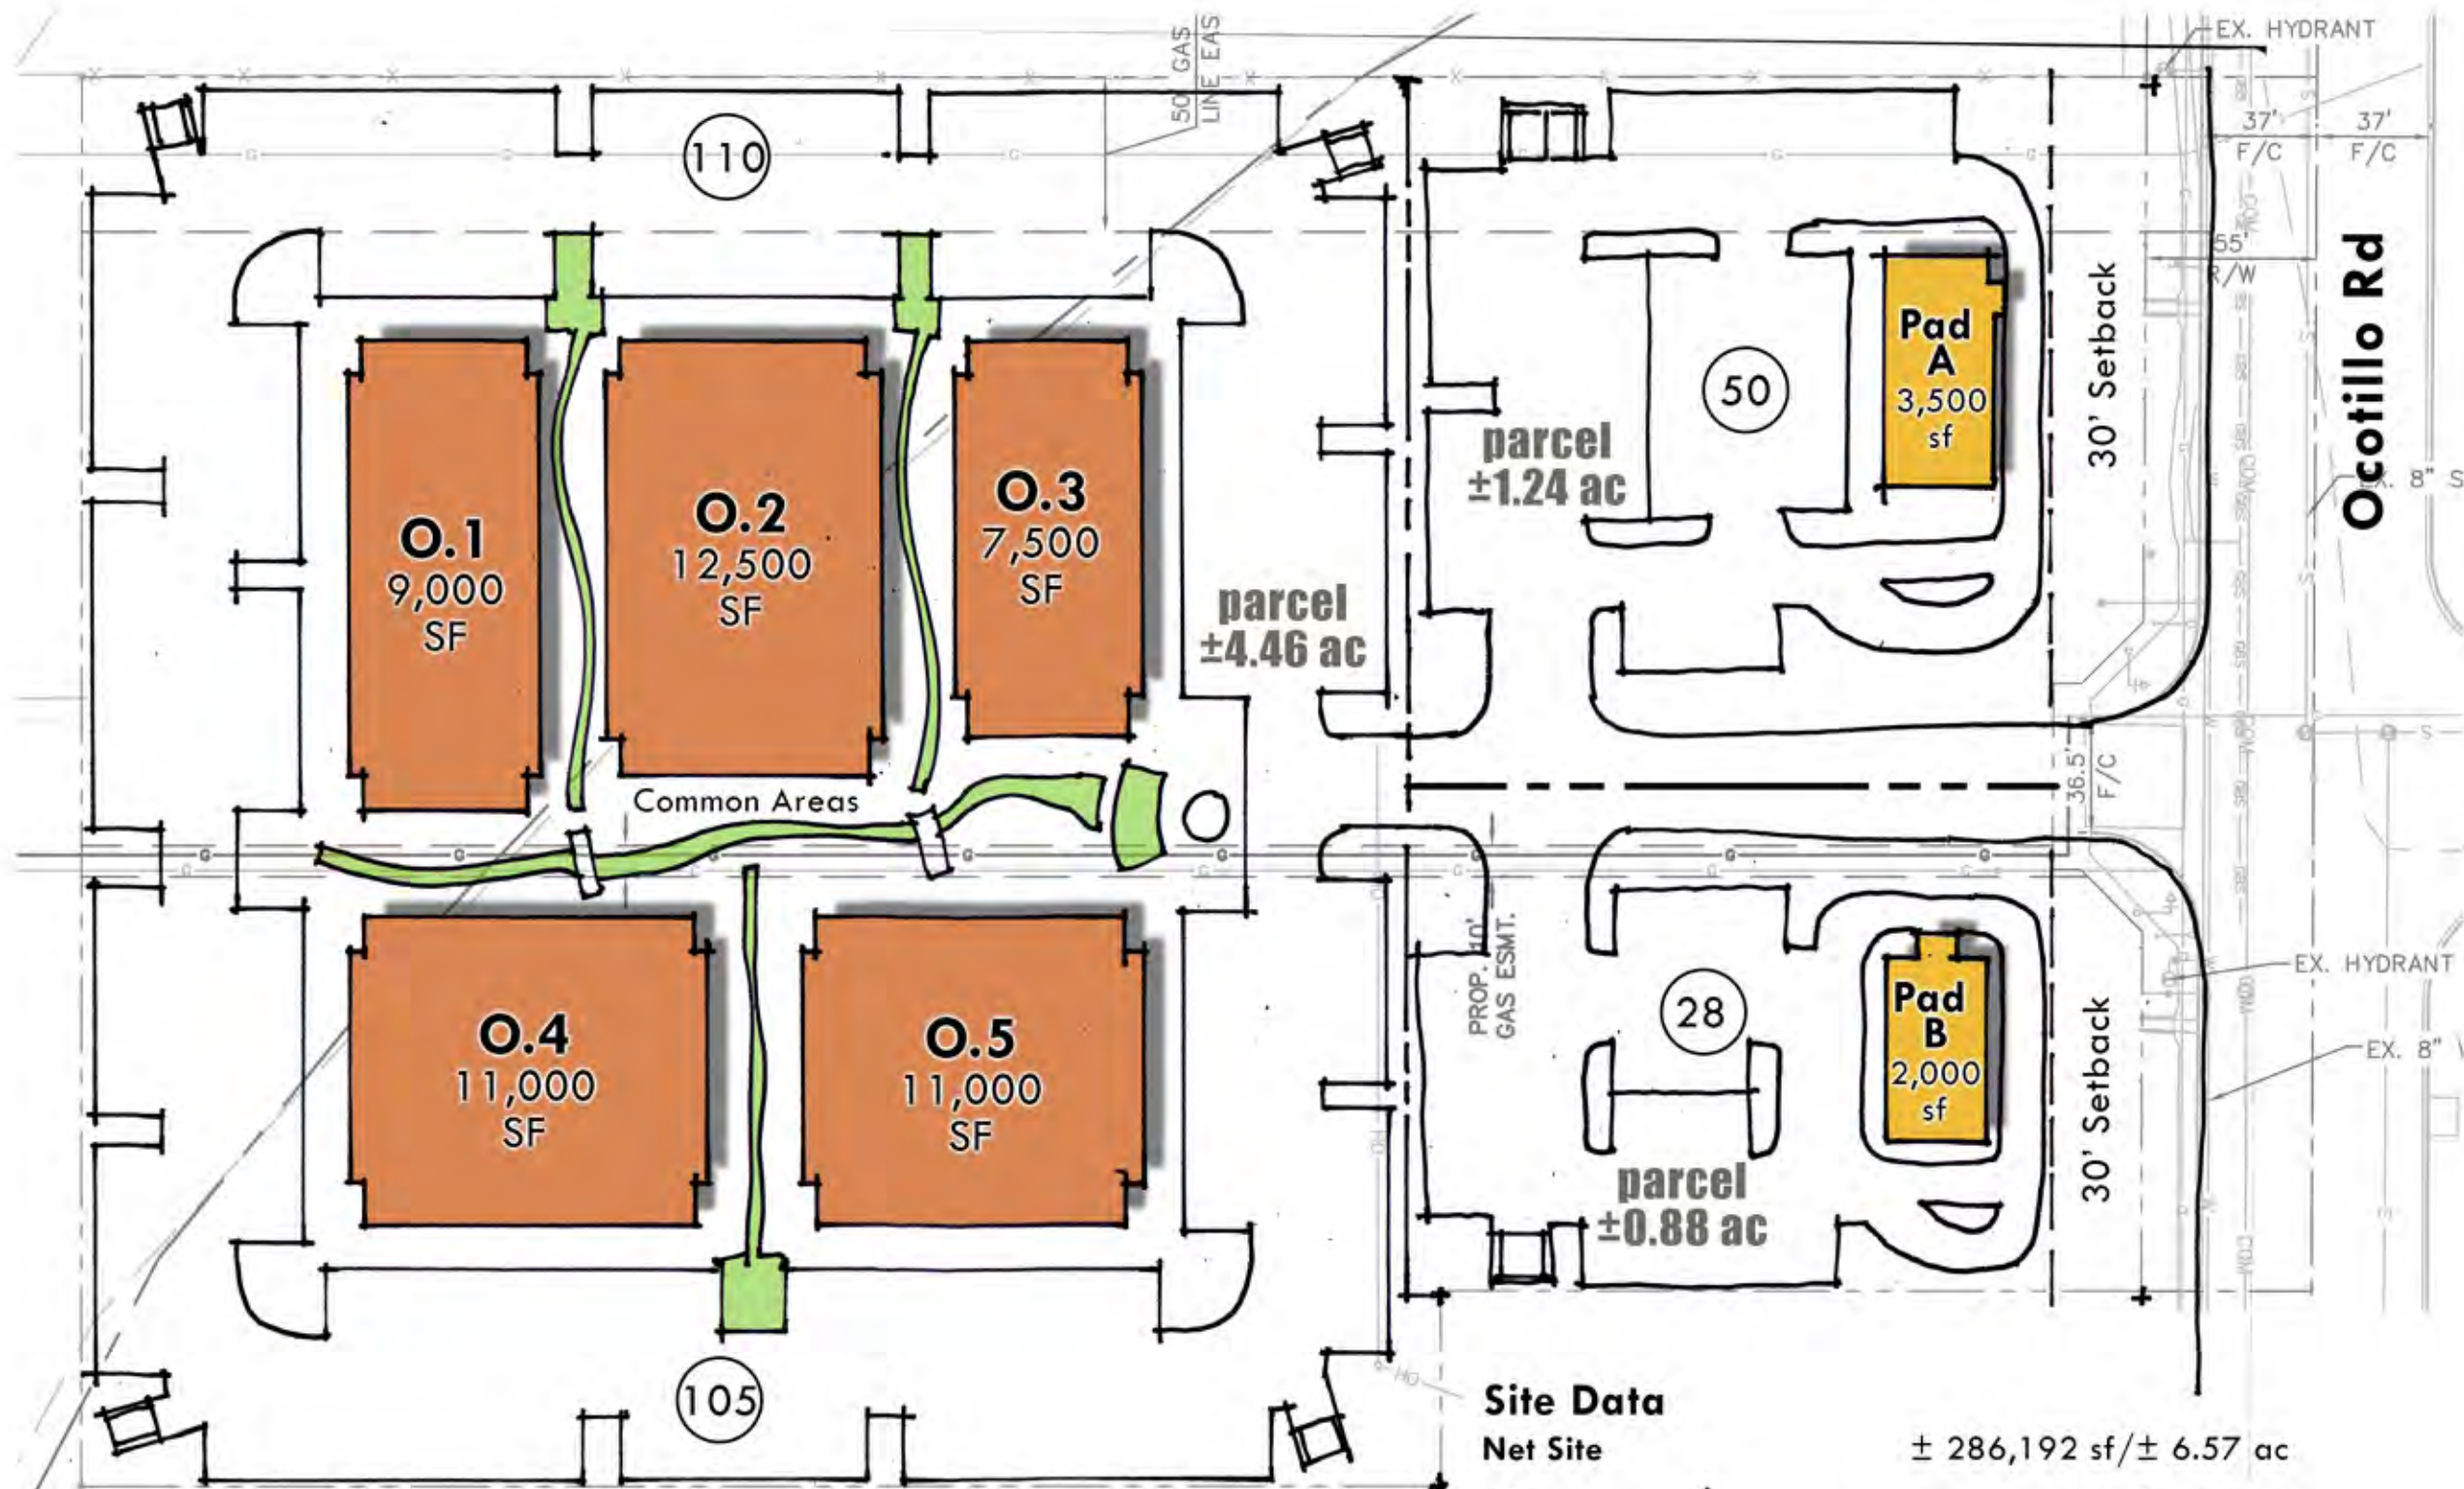 50' GAS
LINE EAS
EX. HYDRANT
37'
F/C
37'
F/C
55'
R/W
110
50
Pad
A
3,500
sf
30' Setback
Ocotillo Rd
parcel
±1.24 ac
O.1
9,000
SF
O.2
12,500
SF
O.3
7,500
SF
parcel
±4.46 ac
EX. 8" S
Common Areas
36.5'
F/C
PROP. 10'
GAS ESMT.
EX. HYDRANT
O.4
11,000
SF
O.5
11,000
SF
28
Pad
B
2,000
sf
30' Setback
EX. 8"
parcel
±0.88 ac
105
Site Data
Net Site ± 286,192 sf/± 6.57 ac